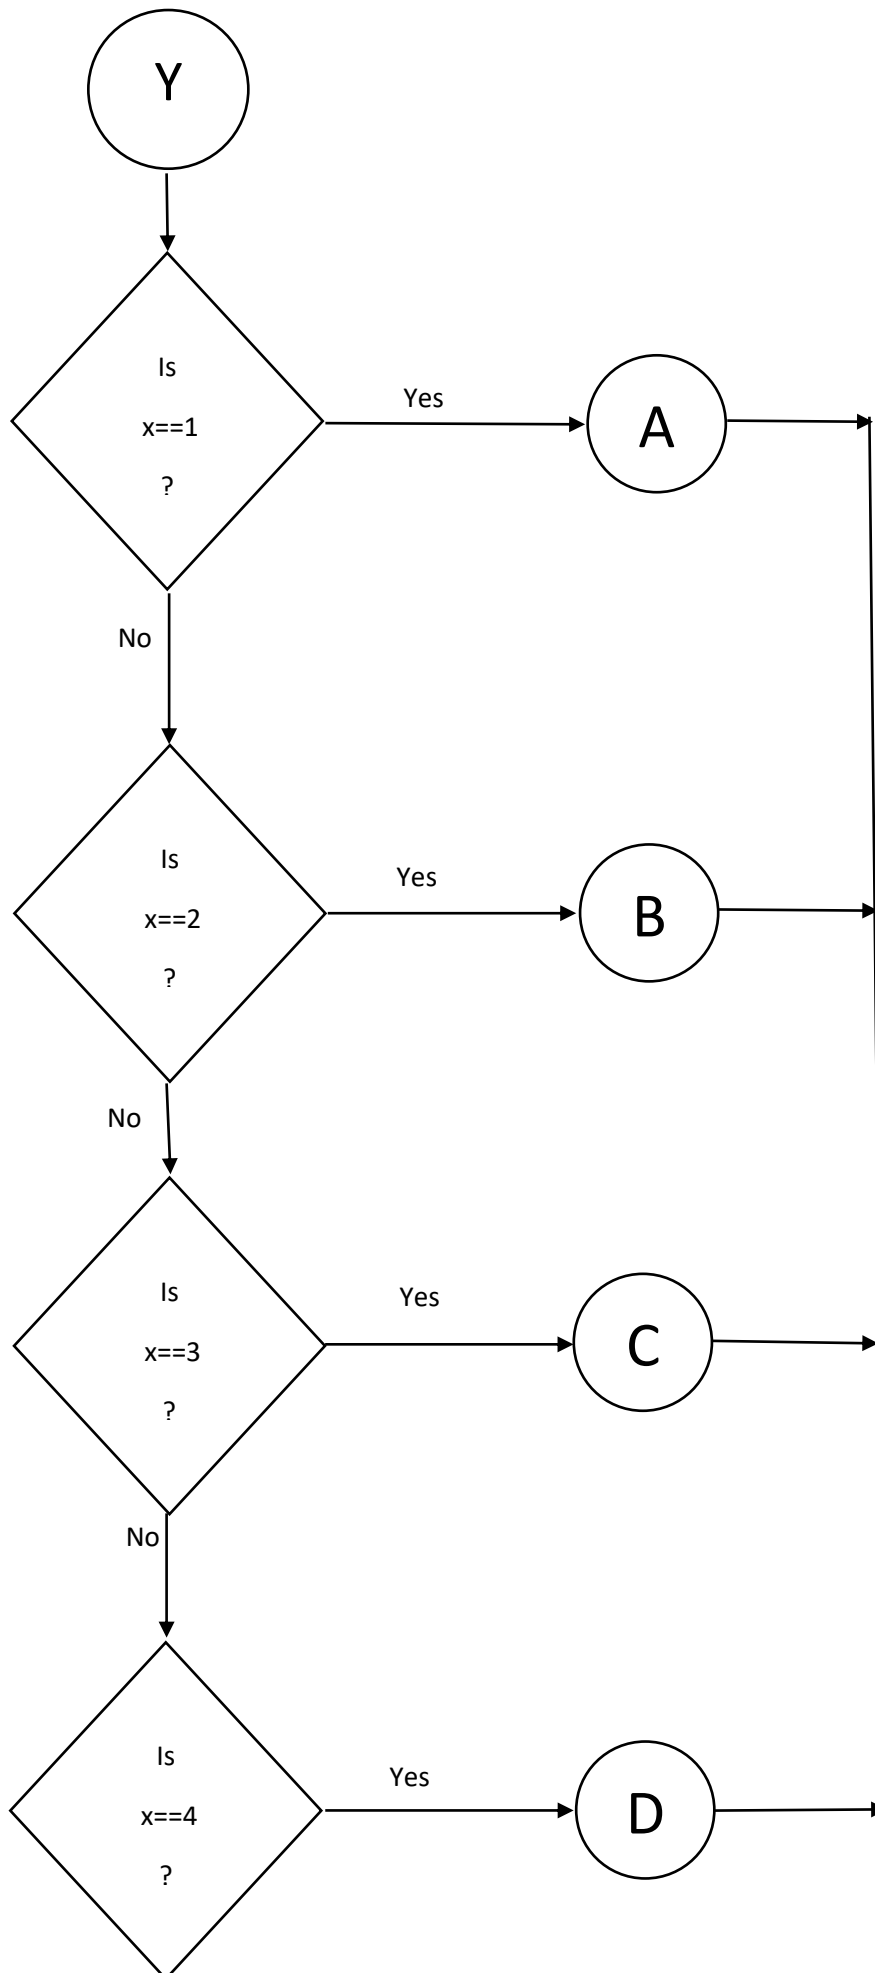 Y
Is
x==1
?
Yes
A
No
Is
x==2
?
Yes
B
No
Is
x==3
?
Yes
C
No
Is
x==4
?
Yes
D